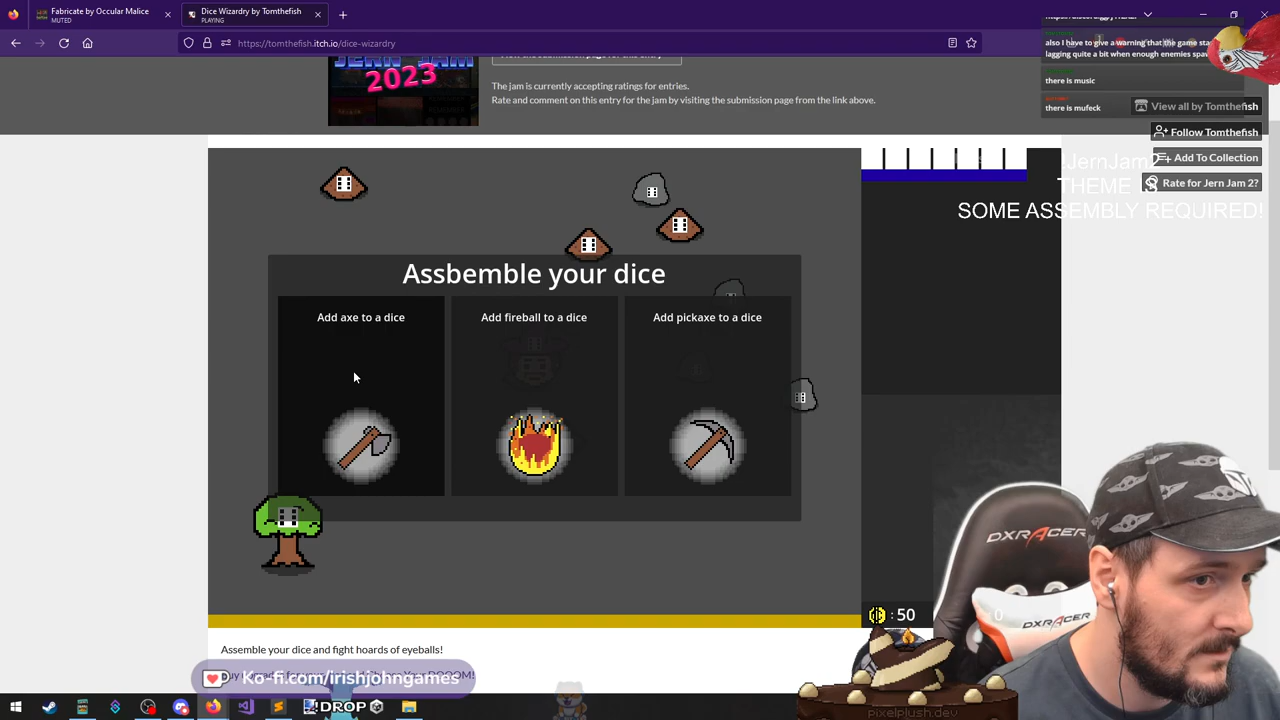 Fabricate by Occular Malice
MUTED
Dice Wizardry by Tomthefish
PLAYING
https://tomthefish.itch.io/dice-wizardry
also I have to give a warning that the game
lagging quite a bit when enough enemies
there is music
there is mufeck
JERN JAM
2023
The jam is currently accepting ratings for entries.
Rate and comment on this entry for the jam by visiting the submission page from the link above.
View all by Tomthefish
Follow Tomthefish
Add To Collection
Rate for Jern Jam 2?
!JernJam2
THEME IS
SOME ASSEMBLY REQUIRED!
Assbemble your dice
Add axe to a dice
Add fireball to a dice
Add pickaxe to a dice
: 50
0
DXRACER
DXRACER
Assemble your dice and fight hoards of eyeballs!
Ko-fi.com/irishjohngames
DROP
pixelplush.dev